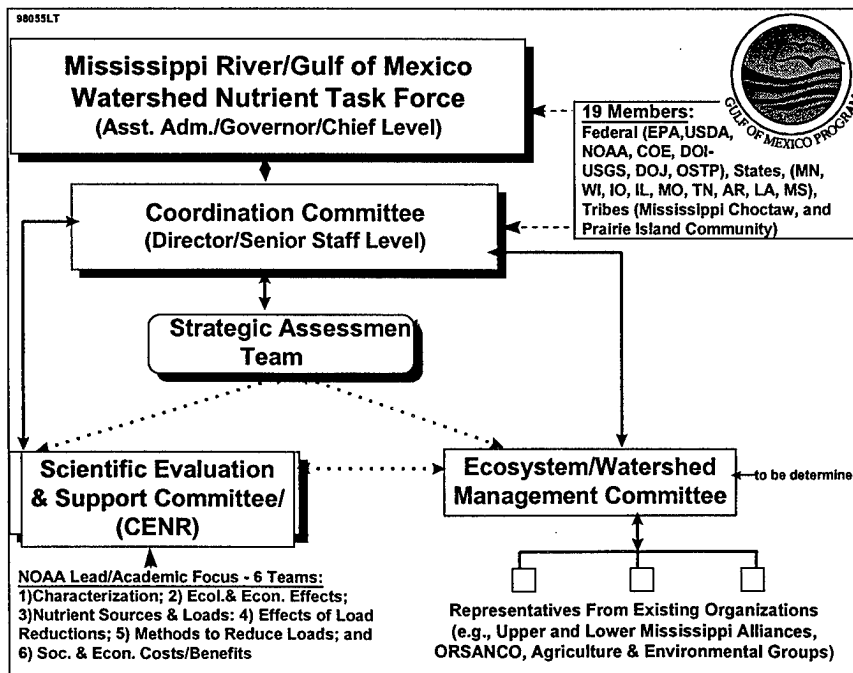 98055LT
Mississippi River/Gulf of Mexico
Watershed Nutrient Task Force
(Asst. Adm./Governor/Chief Level)
GULF OF MEXICO PROGRAM
19 Members:
Federal (EPA,USDA,
NOAA, COE, DOI-
USGS, DOJ, OSTP), States, (MN,
WI, IO, IL, MO, TN, AR, LA, MS),
Tribes (Mississippi Choctaw, and
Prairie Island Community)
Coordination Committee
(Director/Senior Staff Level)
Strategic Assessmen
Team
Scientific Evaluation
& Support Committee/
(CENR)
Ecosystem/Watershed
Management Committee
to be determine
NOAA Lead/Academic Focus - 6 Teams:
1)Characterization; 2) Ecol.& Econ. Effects;
3)Nutrient Sources & Loads: 4) Effects of Load
Reductions; 5) Methods to Reduce Loads; and
6) Soc. & Econ. Costs/Benefits
Representatives From Existing Organizations
(e.g., Upper and Lower Mississippi Alliances,
ORSANCO, Agriculture & Environmental Groups)